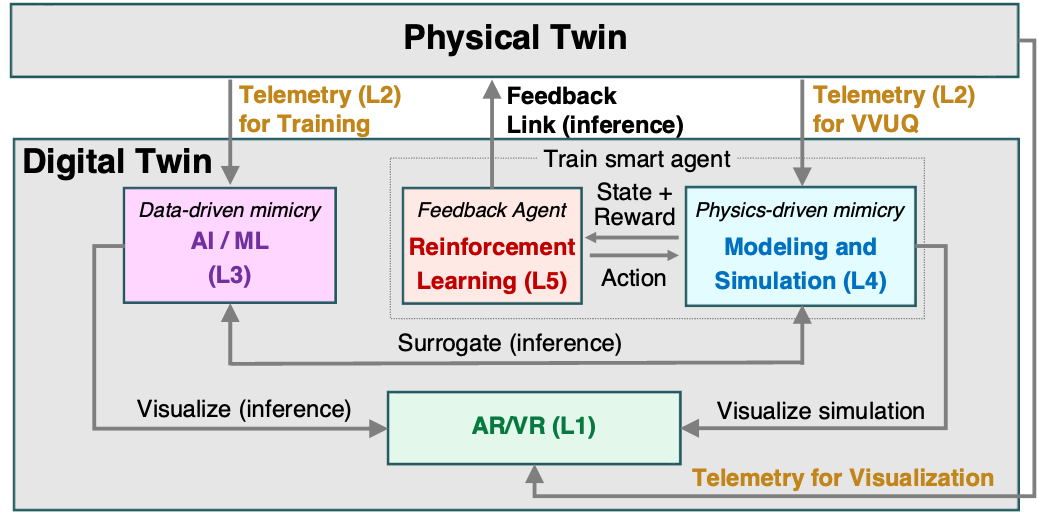 Physical Twin
Telemetry (L2)
for Training
Feedback
Link (inference)
Telemetry (L2)
for VVUQ
Digital Twin
Train smart agent
Data-driven mimicry
AI / ML
(L3)
Feedback Agent
Reinforcement
Learning (L5)
State +
Reward
Action
Physics-driven mimicry
Modeling and
Simulation (L4)
Surrogate (inference)
Visualize (inference)
AR/VR (L1)
Visualize simulation
Telemetry for Visualization